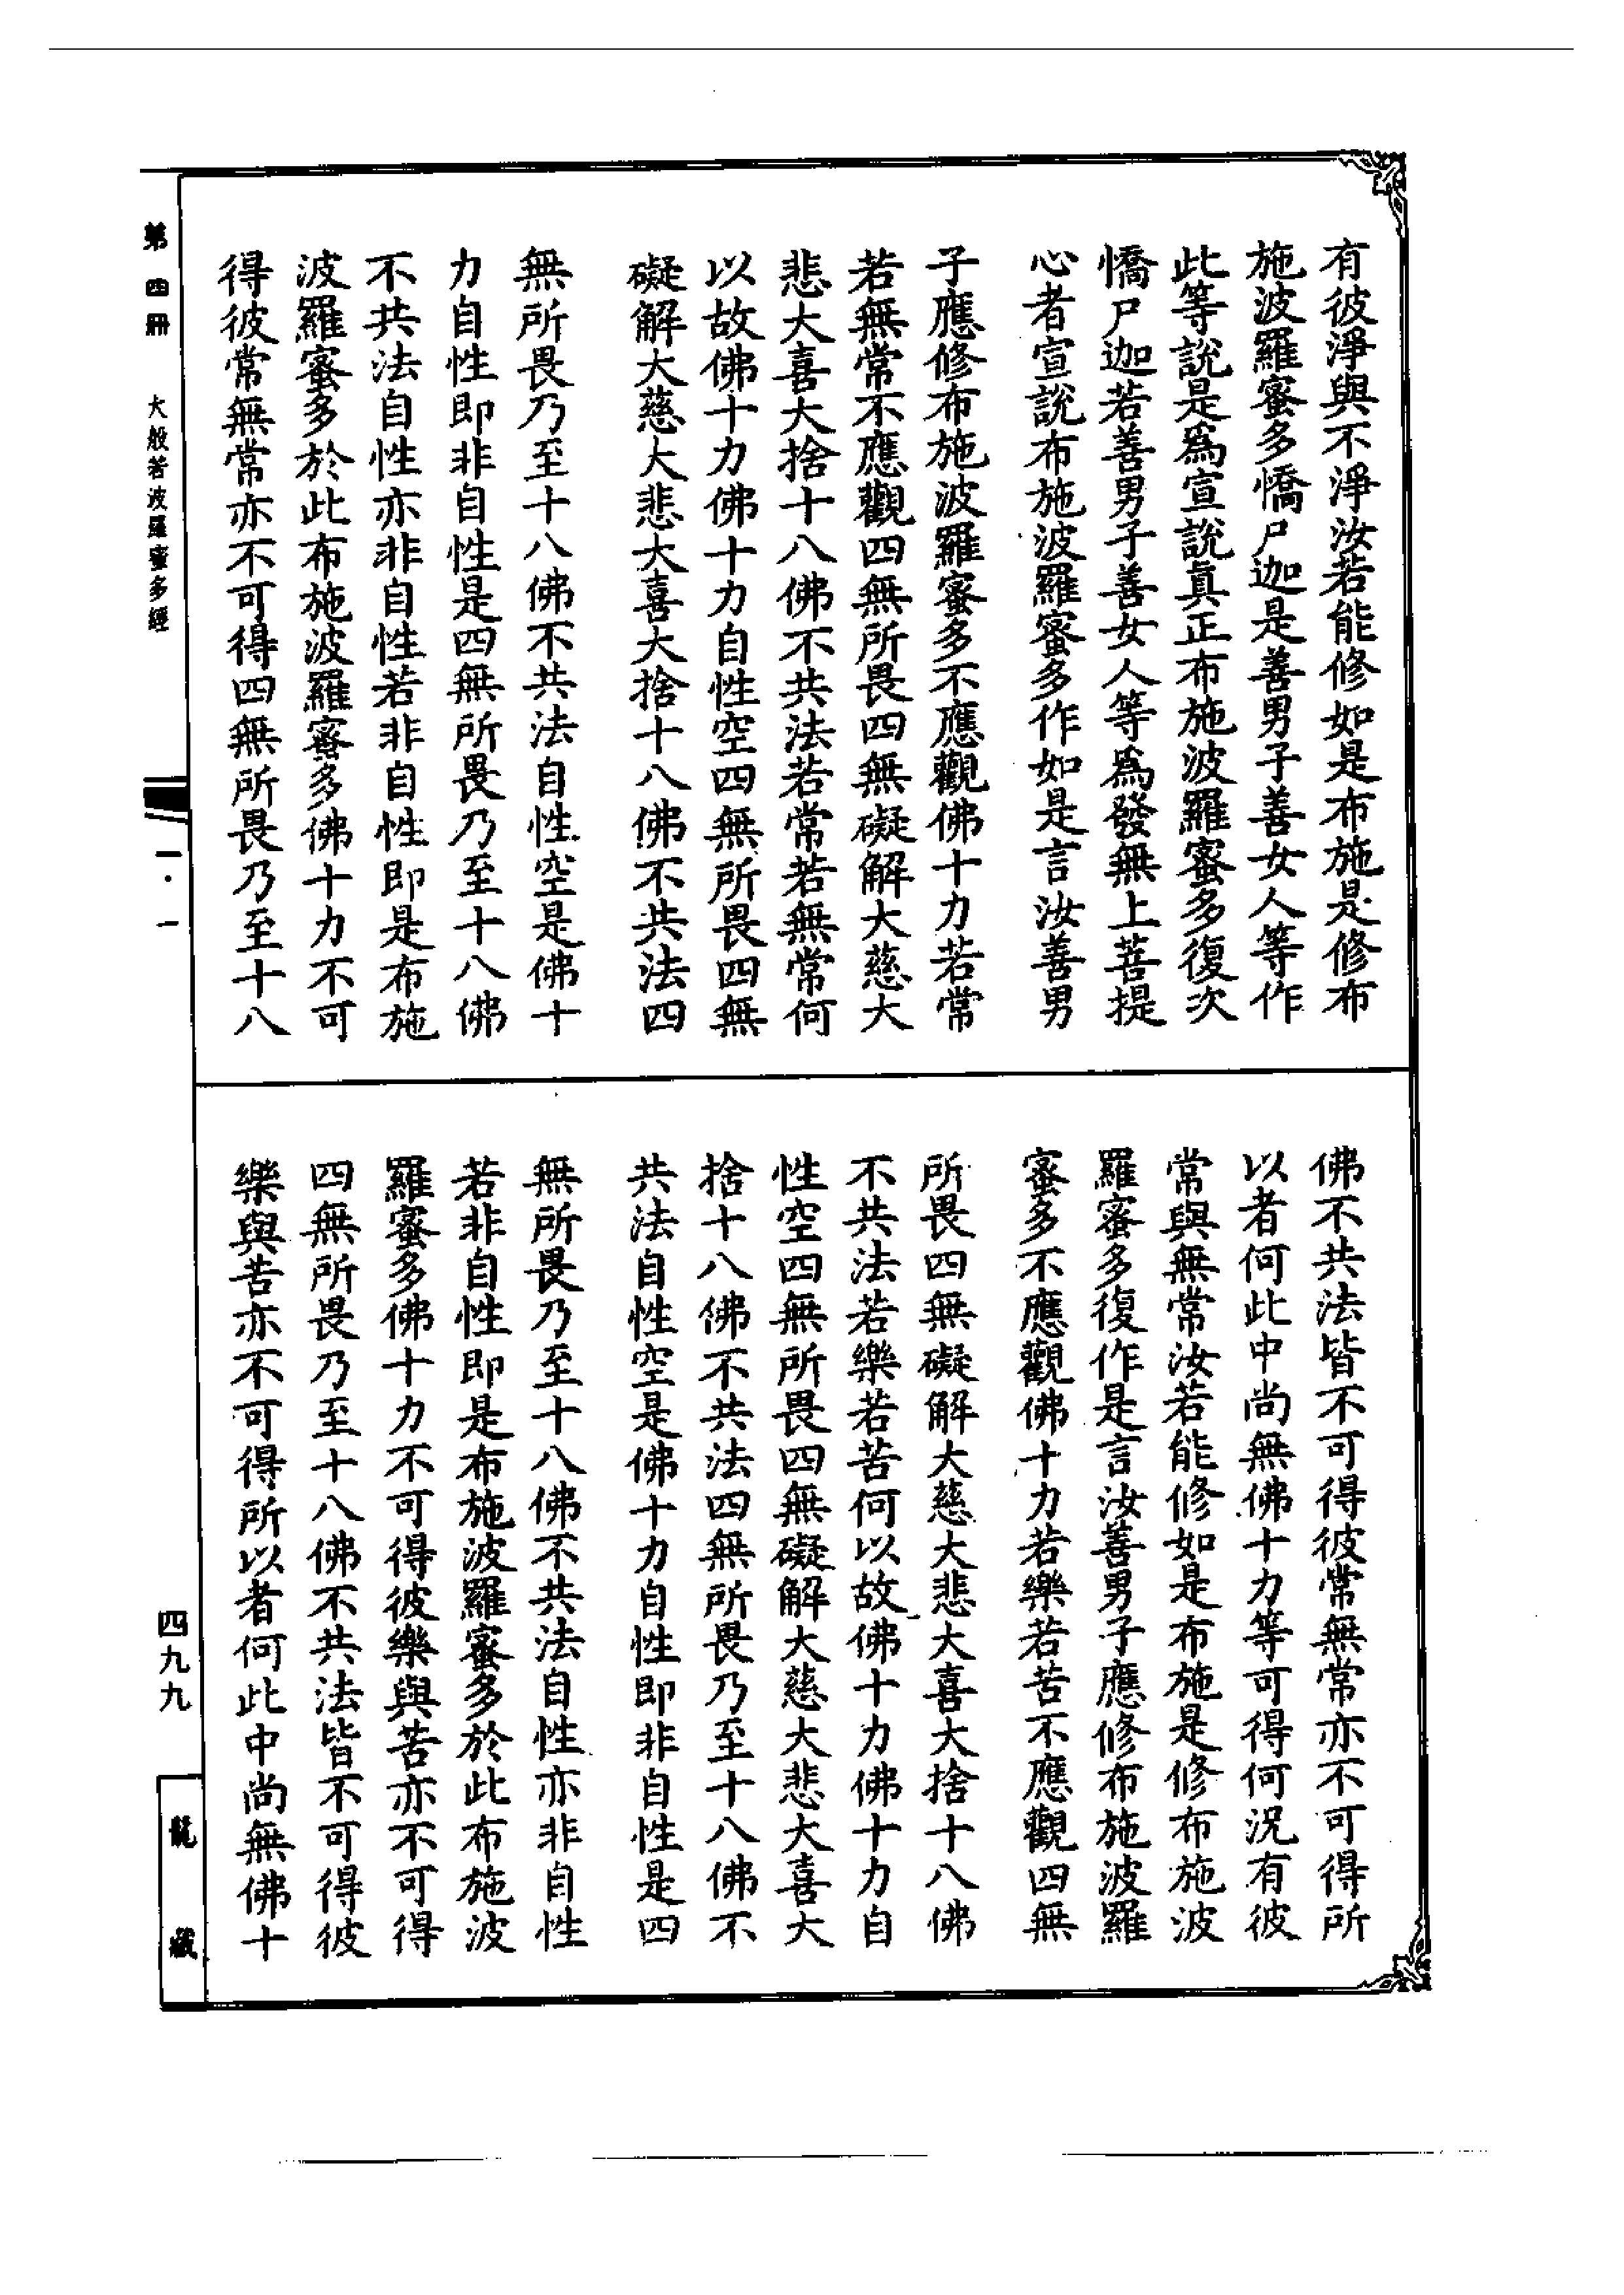 有彼淨與不淨汝若能修如是布施是修布
施波羅蜜多憍尸迦是善男子善女人等作
此等說是爲宣說真正布施波羅蜜多復次
憍尸迦若善男子善女人等爲發無上菩提
心者宣說布施波羅蜜多作如是言汝善男
子應修布施波羅蜜多不應觀佛十力若常
若無常不應觀四無所畏四無礙解大慈大
悲大喜大捨十八佛不共法若常若無常何
以故佛十力佛十力自性空四無所畏四無
礙解大慈大悲大喜大捨十八佛不共法四
無所畏乃至十八佛不共法自性空是佛十
力自性即非自性是四無所畏乃至十八佛
不共法自性亦非自性若非自性即是布施
波羅蜜多於此布施波羅蜜多佛十力不可
得彼常無常亦不可得四無所畏乃至十八
佛不共法皆不可得彼常無常亦不可得所
以者何此中尚無佛十力等可得何況有彼
常與無常汝若能修如是布施是修布施波
羅蜜多復作是言汝善男子應修布施波羅
蜜多不應觀佛十力若樂若苦不應觀四無
所畏四無礙解大慈大悲大喜大捨十八佛
不共法若樂若苦何以故佛十力佛十力自
性空四無所畏四無礙解大慈大悲大喜大
捨十八佛不共法四無所畏乃至十八佛不
共法自性空是佛十力自性即非自性是四
無所畏乃至十八佛不共法自性亦非自性
若非自性即是布施波羅蜜多於此布施波
羅蜜多佛十力不可得彼樂與苦亦不可得
四無所畏乃至十八佛不共法皆不可得彼
樂與苦亦不可得所以者何此中尚無佛十
第四冊 大般若波羅蜜多經
一·一
四九九
龍藏